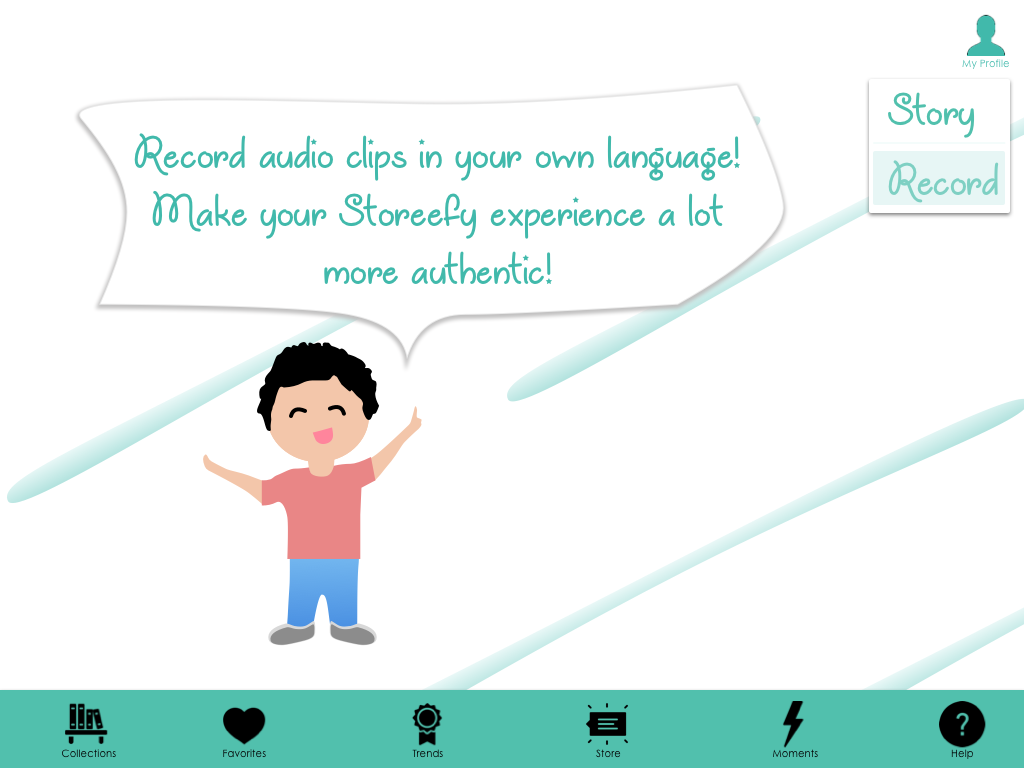 My Profile
Story
Record
Record audio clips in your own language!
Make your Storeefy experience a lot
more authentic!
Collections
Favorites
Trends
Store
Moments
?
Help